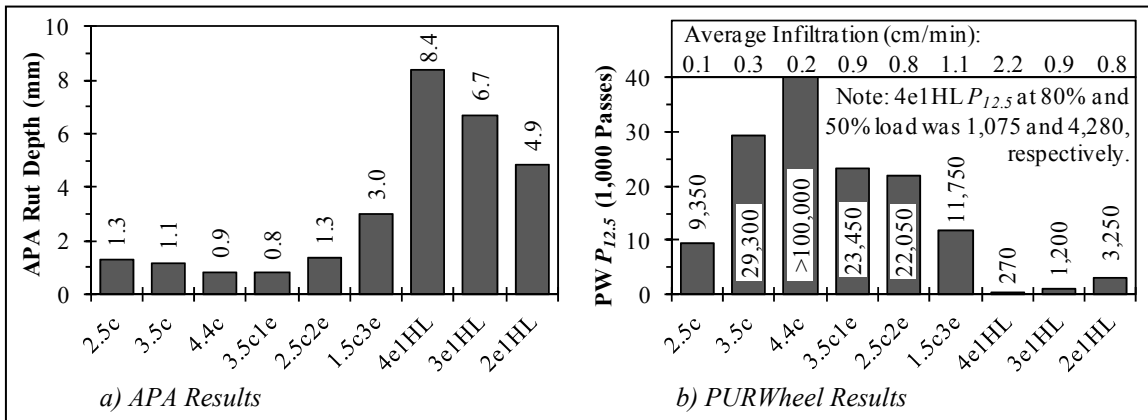 APA Rut Depth (mm)
10
8
6
4
2
0
1.3
1.1
0.9
0.8
1.3
3.0
8.4
6.7
4.9
2.5c
3.5c
4.4c
3.5c1e
2.5c2e
1.5c3e
4e1HL
3e1HL
2e1HL
a) APA Results
Average Infiltration (cm/min):
0.1 0.3 0.2 0.9 0.8 1.1 2.2 0.9 0.8
Note: 4e1HL P12.5 at 80% and
50% load was 1,075 and 4,280,
respectively.
PW P12.5 (1,000 Passes)
40
30
20
10
0
9,350
29,300
>100,000
23,450
22,050
11,750
270
1,200
3,250
2.5c
3.5c
4.4c
3.5c1e
2.5c2e
1.5c3e
4e1HL
3e1HL
2e1HL
b) PURWheel Results